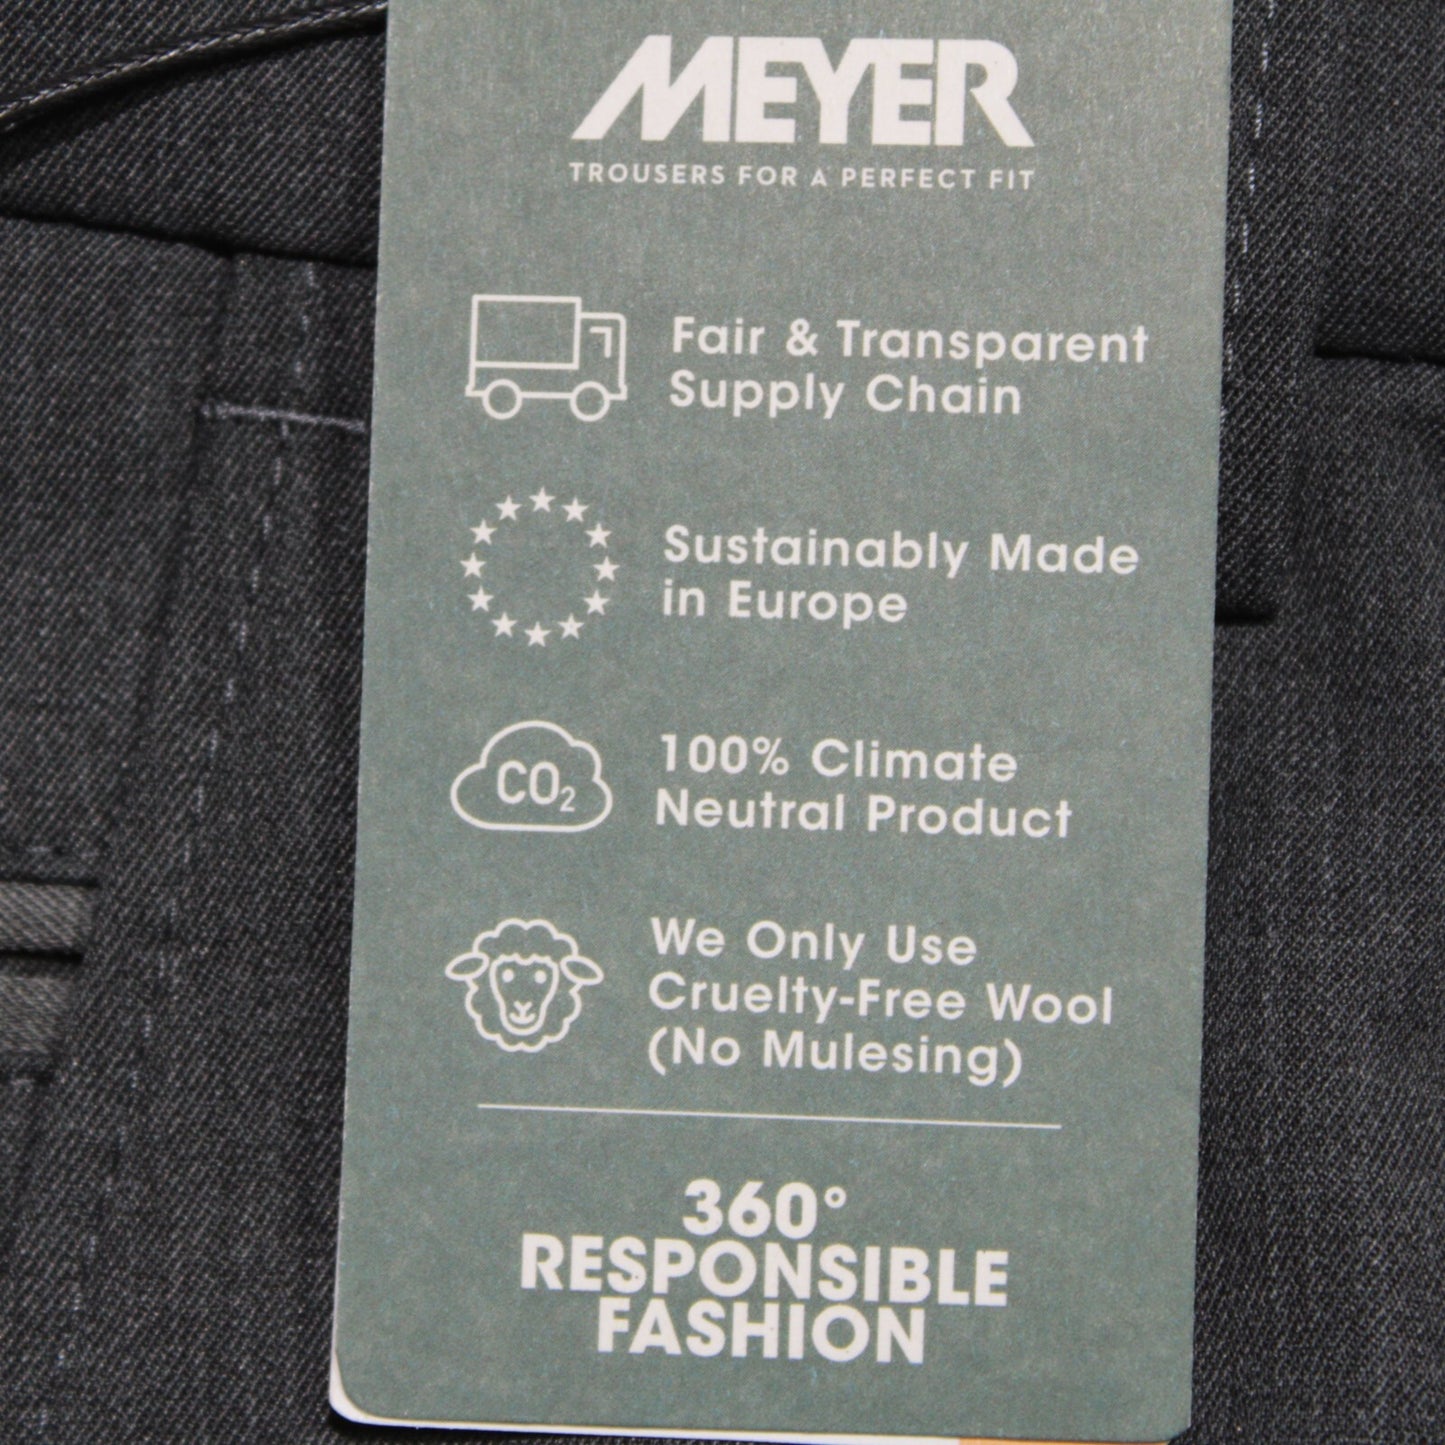 MEYER
TROUSERS FOR A PERFECT FIT
Fair & Transparent
Supply Chain
Sustainably Made
in Europe
CO₂
100% Climate
Neutral Product
We Only Use
Cruelty-Free Wool
(No Mulesing)
360°
RESPONSIBLE
FASHION